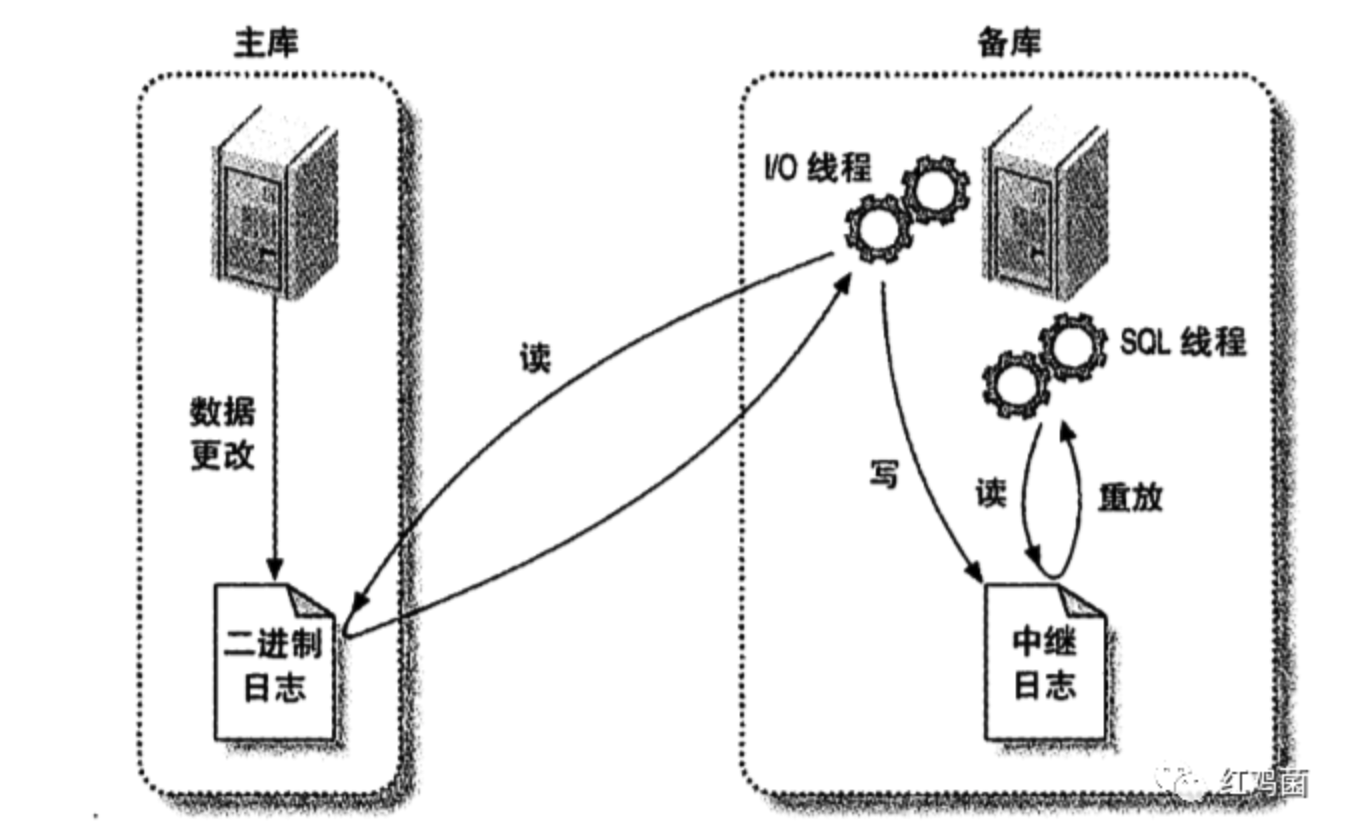 主库
备库
I/O 线程
SQL 线程
读
数据
更改
写
读
重放
二进制
日志
中继
日志
红鸡菌